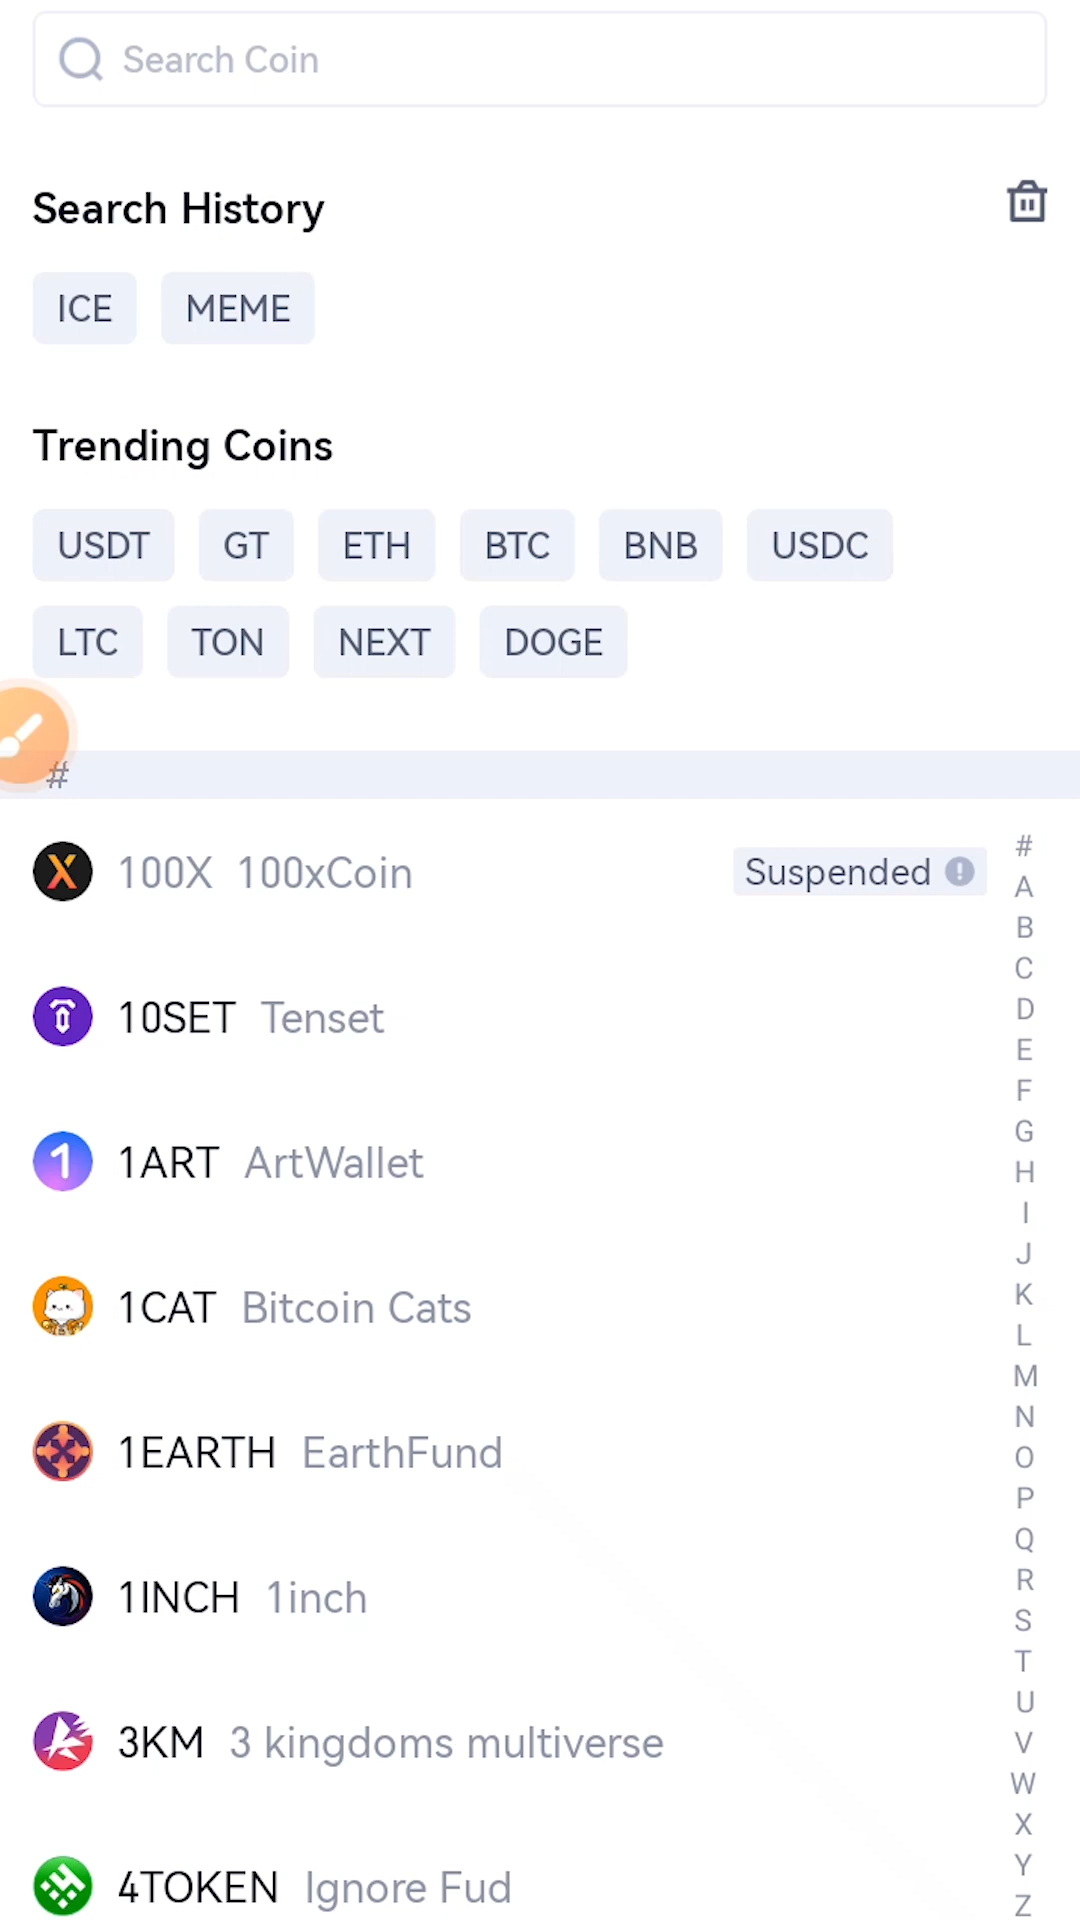 Search Coin
Search History
ICE MEME
Trending Coins
USDT GT ETH BTC BNB USDC
LTC TON NEXT DOGE
#
100X 100xCoin Suspended
10SET Tenset
1ART ArtWallet
1CAT Bitcoin Cats
1EARTH EarthFund
1INCH 1inch
3KM 3 kingdoms multiverse
4TOKEN Ignore Fud
#
A
B
C
D
E
F
G
H
I
J
K
L
M
N
O
P
Q
R
S
T
U
V
W
X
Y
Z